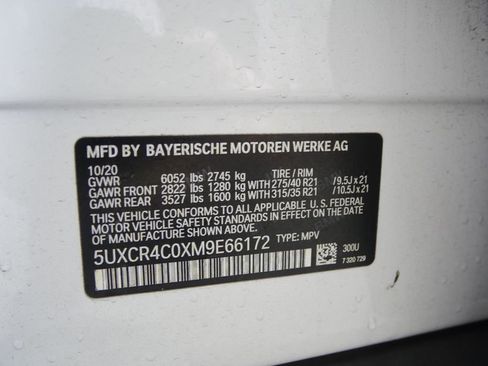 MFD BY BAYERISCHE MOTOREN WERKE AG
10/20
GVWR 6052 lbs 2745 kg TIRE / RIM
GAWR FRONT 2822 lbs 1280 kg WITH 275/40 R21 /9.5J x 21
GAWR REAR 3527 lbs 1600 kg WITH 315/35 R21 /10.5J x 21
THIS VEHICLE CONFORMS TO ALL APPLICABLE U.S. FEDERAL
MOTOR VEHICLE SAFETY STANDARDS IN EFFECT ON THE DATE OF
MANUFACTURE SHOWN ABOVE.
5UXCR4C0XM9E66172 TYPE: MPV
300U
7 320 729